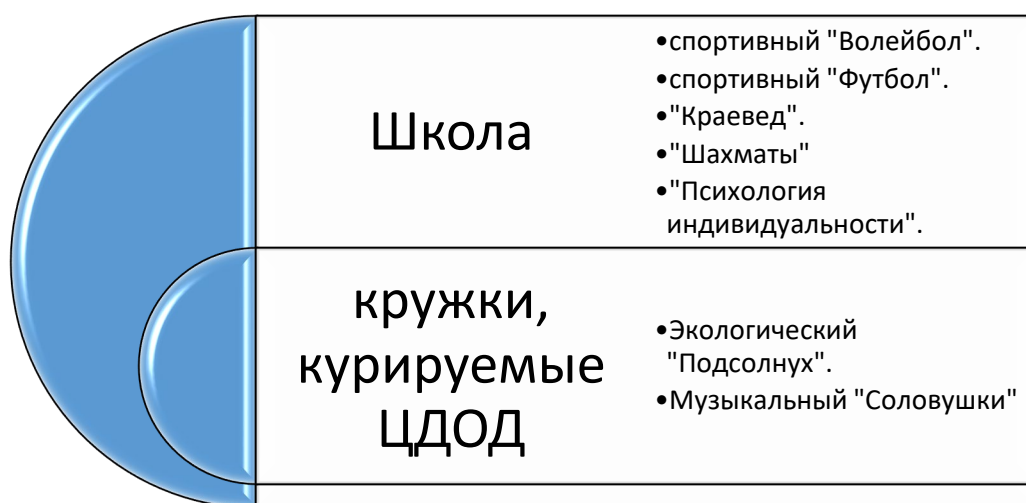 Школа
•спортивный "Волейбол".
•спортивный "Футбол".
•"Краевед".
•"Шахматы"
•"Психология
индивидуальности".
кружки,
курируемые
ЦДОД
•Экологический
"Подсолнух".
•Музыкальный "Соловушки"